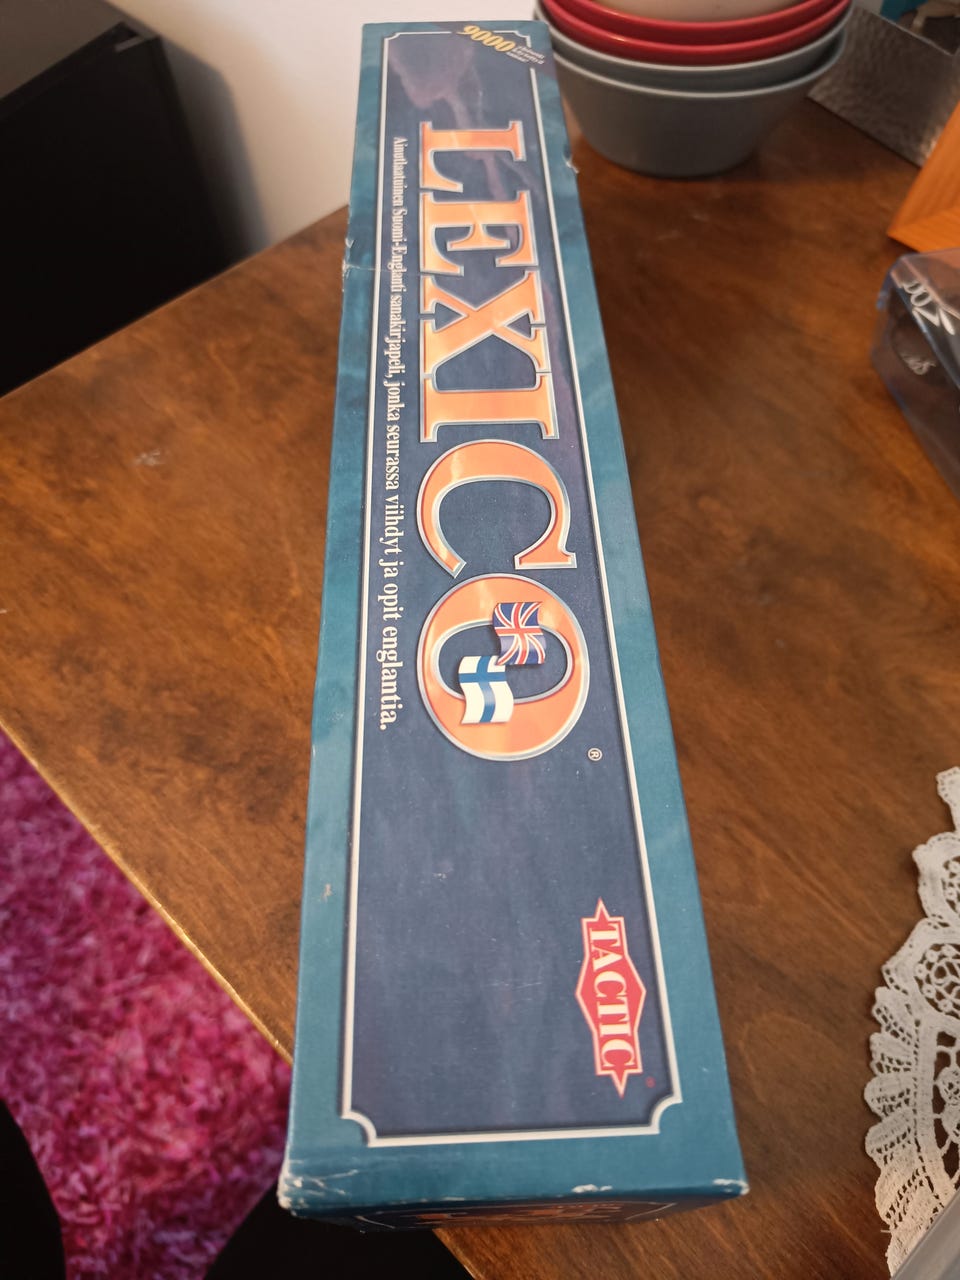 9000
LEXICO
®
Ainutlaatuinen Suomi-Englanti sanakirjapeli, jonka seurassa viihdyt ja opit englantia.
TACTIC